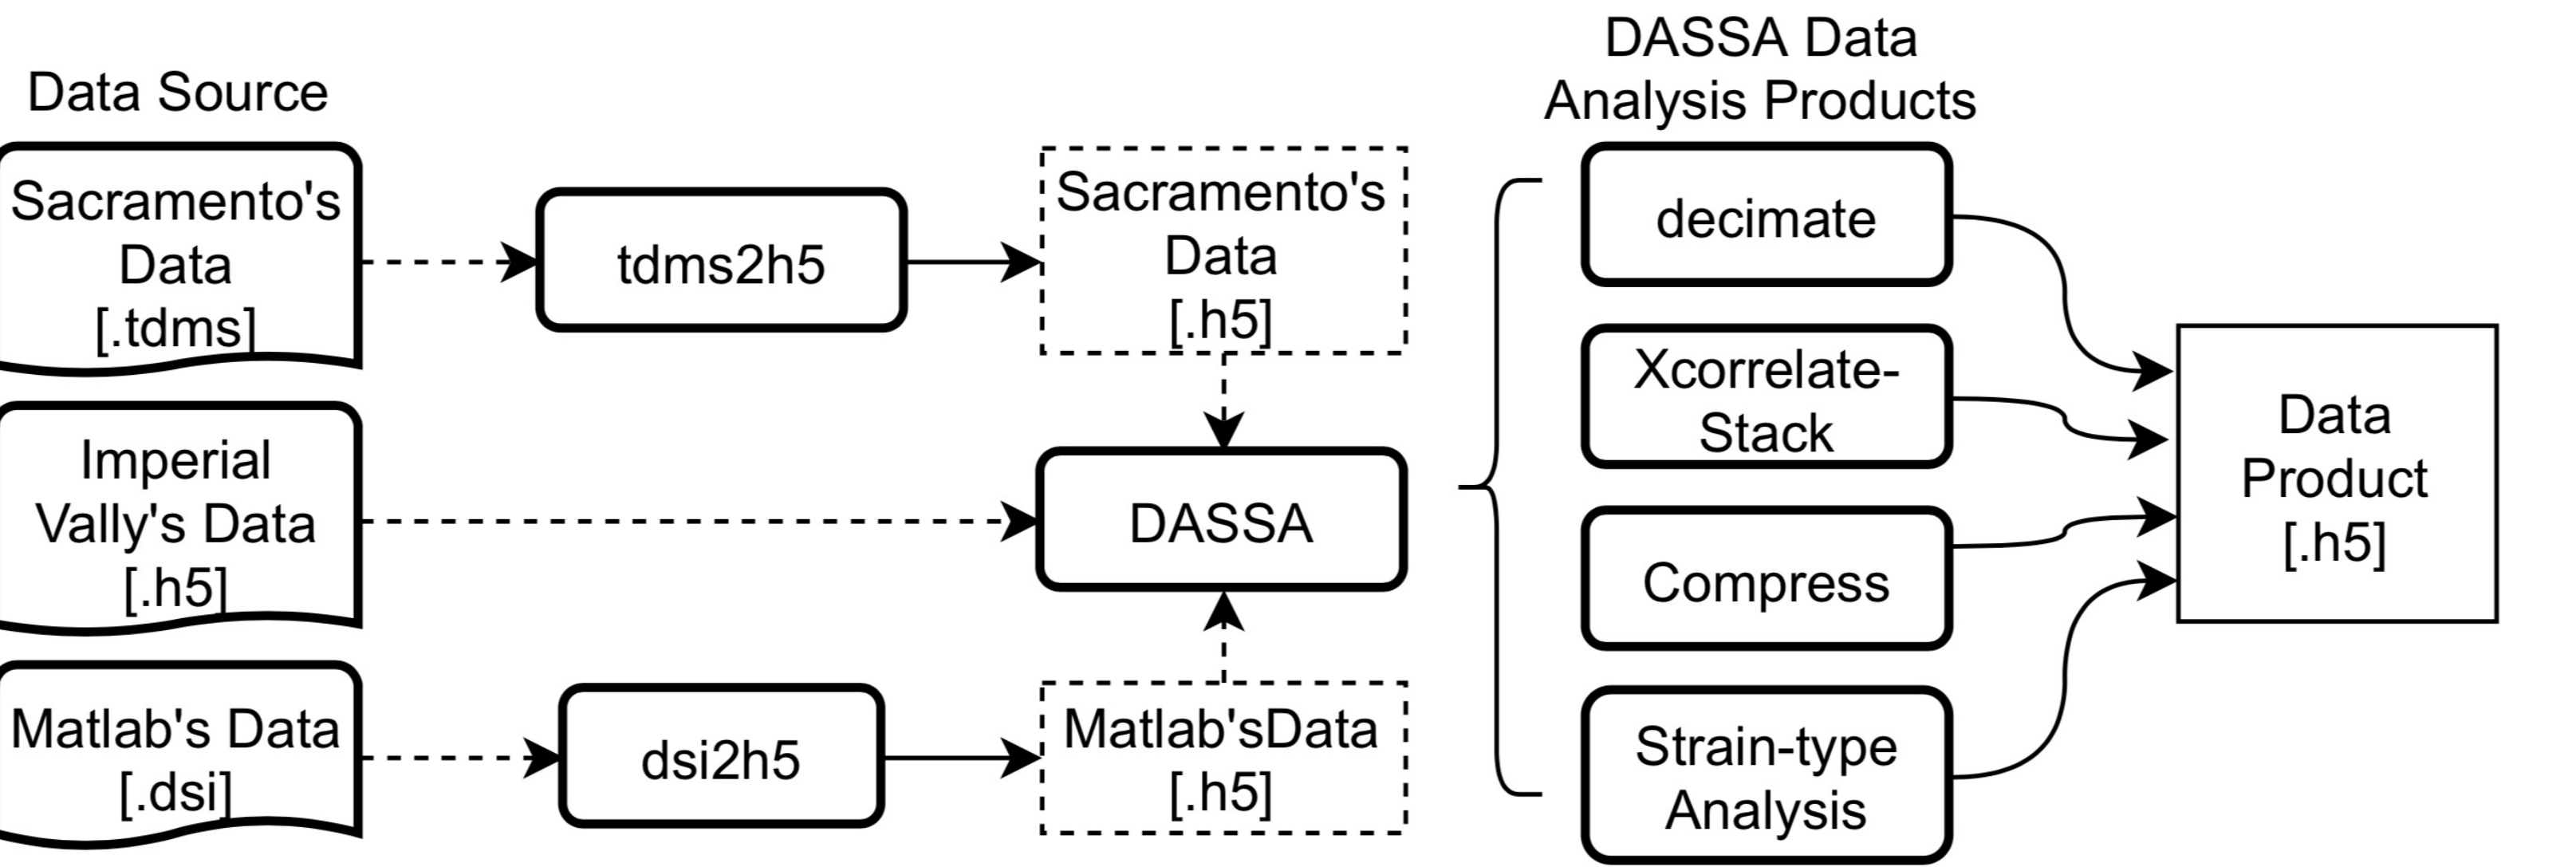 Data Source
Sacramento's
Data
[.tdms]
Imperial
Vally's Data
[.h5]
Matlab's Data
[.dsi]
tdms2h5
dsi2h5
Sacramento's
Data
[.h5]
DASSA
Matlab'sData
[.h5]
DASSA Data
Analysis Products
decimate
Xcorrelate-
Stack
Compress
Strain-type
Analysis
Data
Product
[.h5]